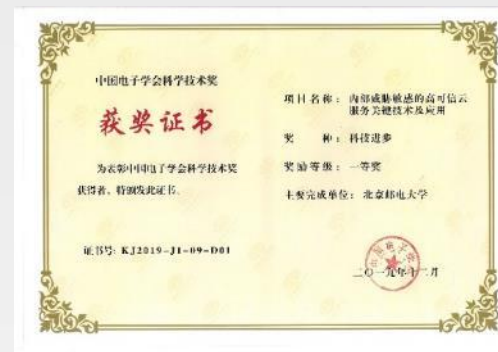 中国电子学会科学技术奖
获奖证书
为表彰中国电子学会科学技术奖
获得者，特颁发此证书。
证书号: KJ2019-J1-09-D01
项目名称： 内部威胁敏感的高可信云
服务关键技术及应用
奖 种： 科技进步
奖励等级： 一等奖
主要完成单位： 北京邮电大学
二〇一九年十二月